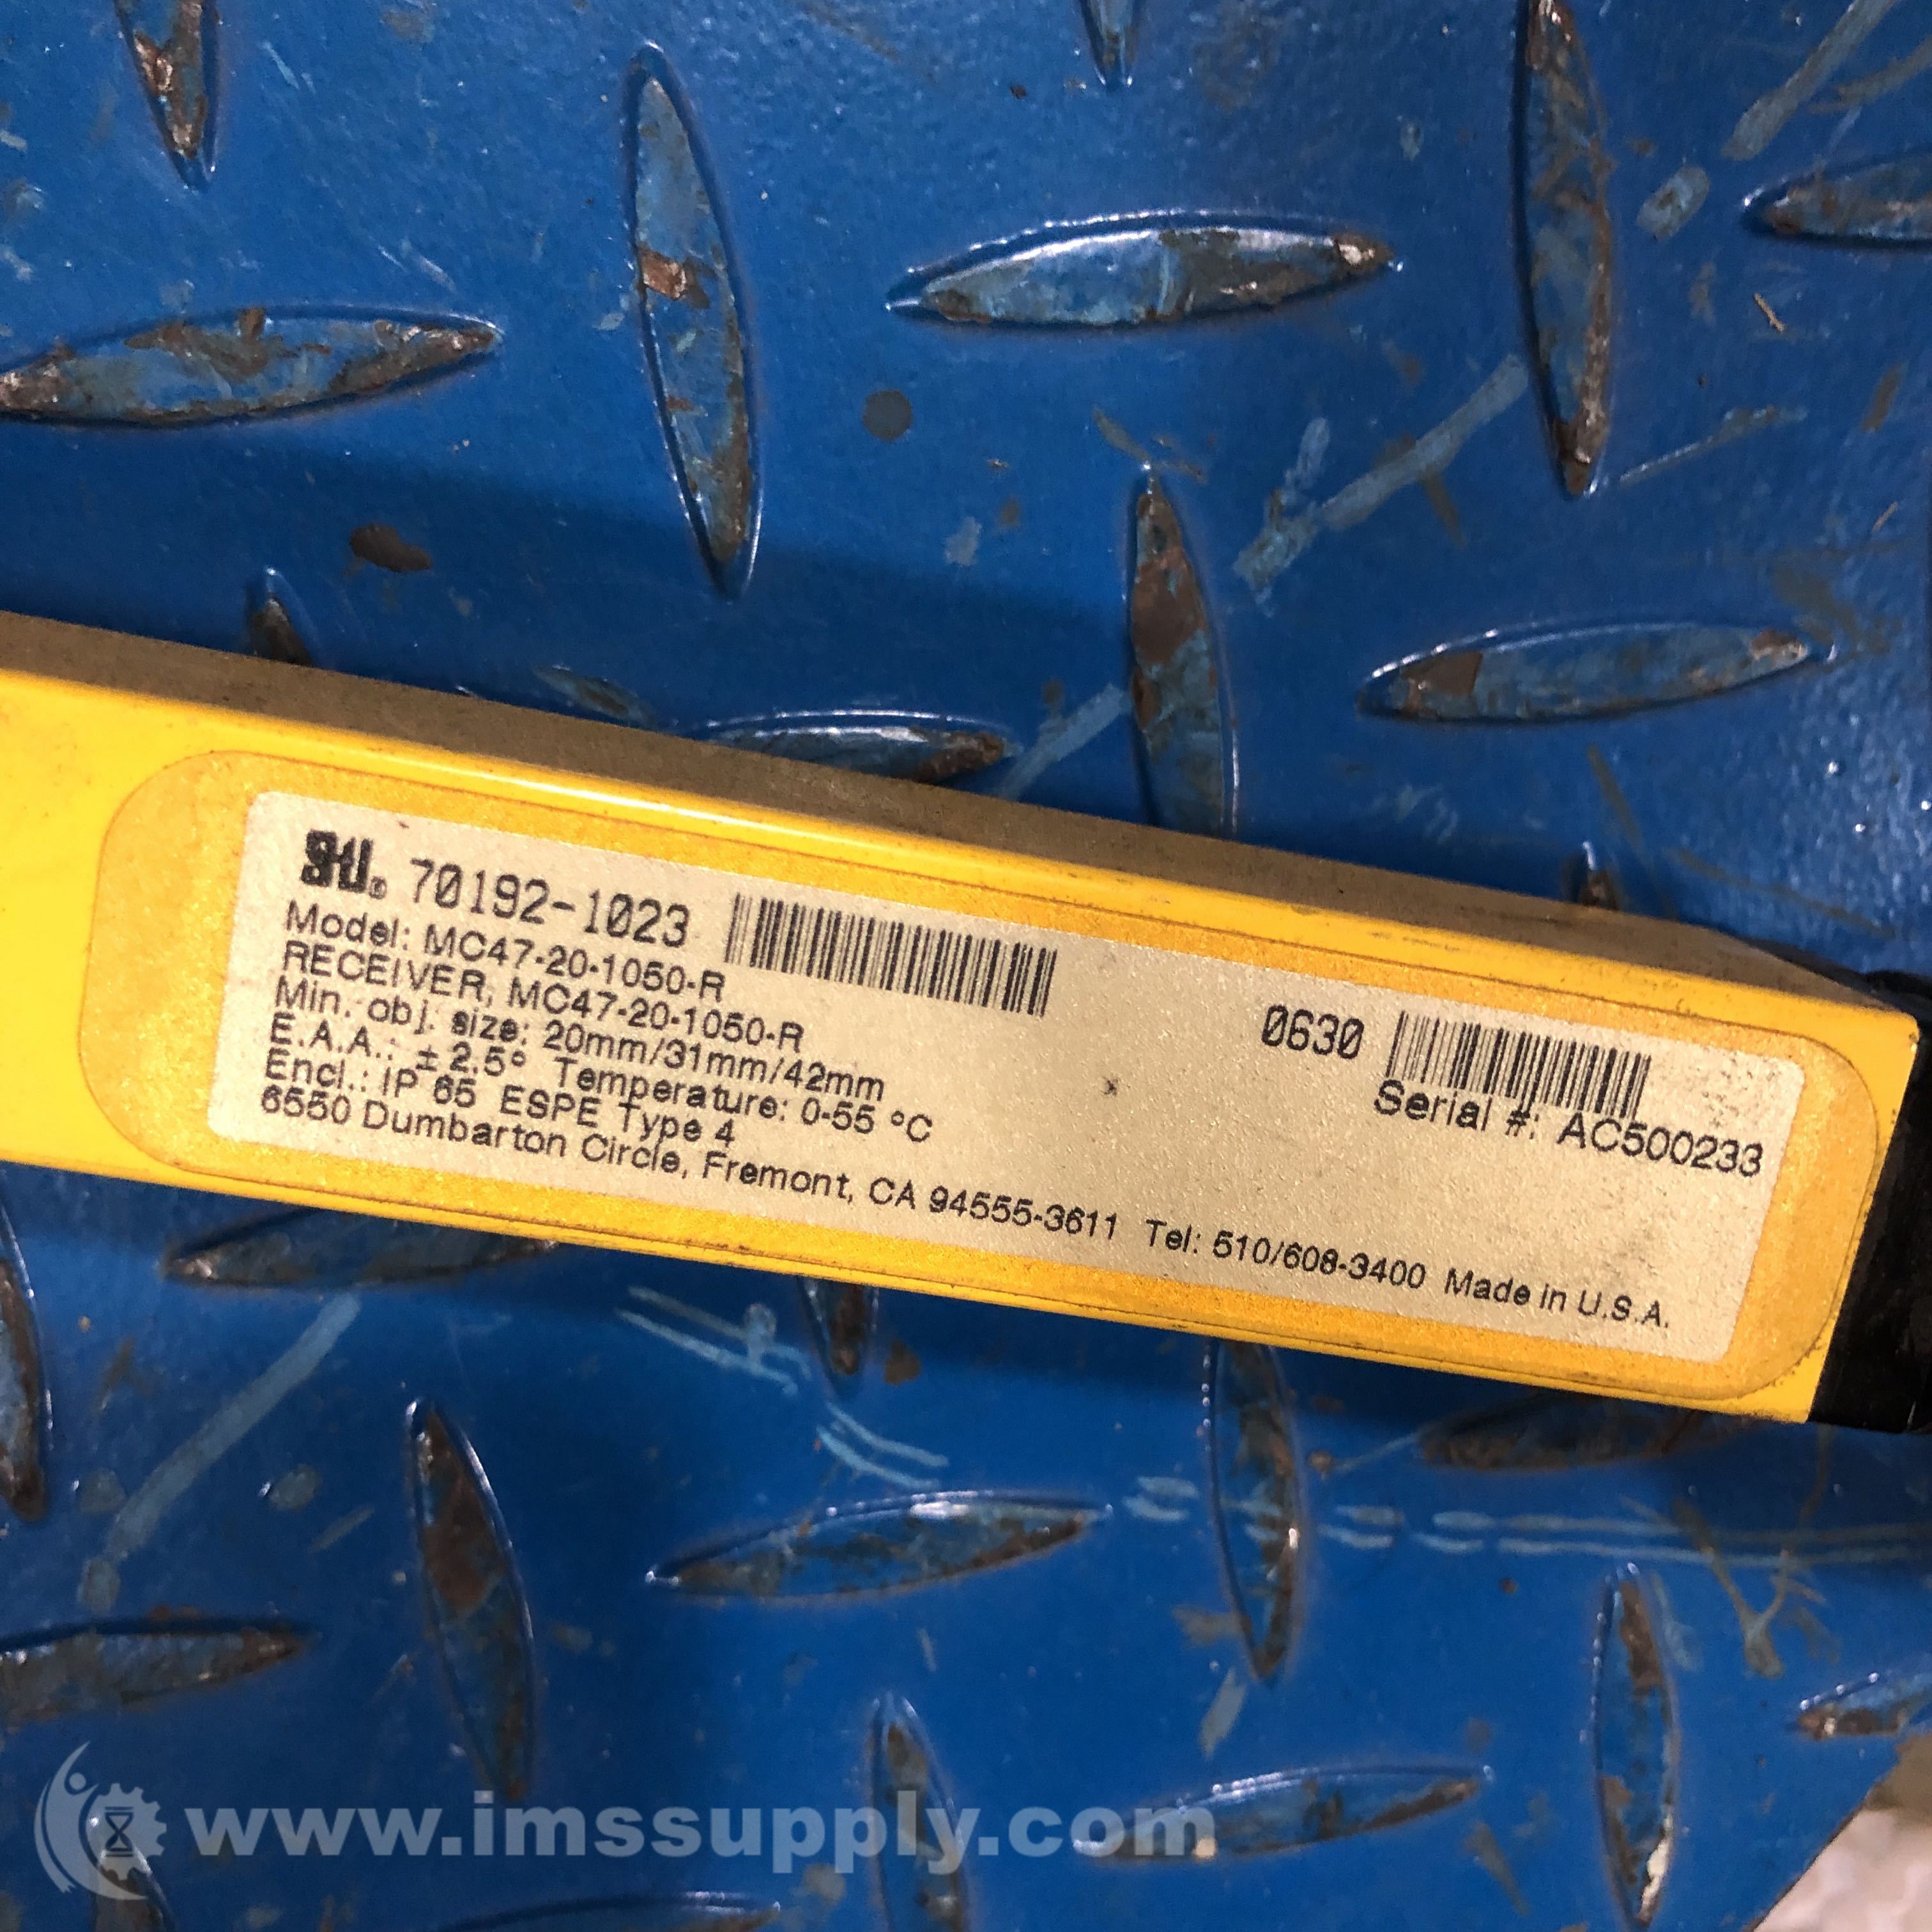 STI® 70192-1023
Model: MC47-20-1050-R
RECEIVER, MC47-20-1050-R
Min. obj. size: 20mm/31mm/42mm
E.A.A.: ± 2.5° Temperature: 0-55 °C
Encl.: IP 65 ESPE Type 4
6550 Dumbarton Circle, Fremont, CA 94555-3611 Tel: 510/608-3400 Made in U.S.A.
0630
Serial #: AC500233
www.imssupply.com